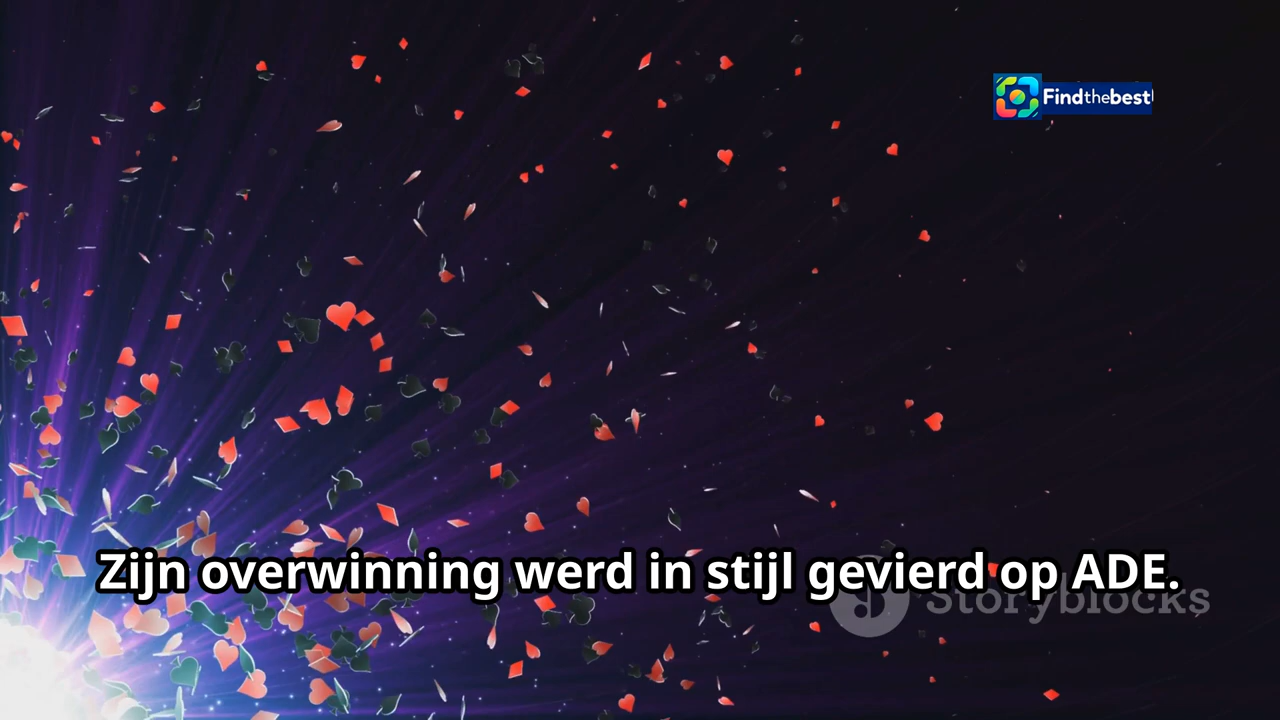 Findthebest
Zijn overwinning werd in stijl gevierd op ADE.
Storyblocks